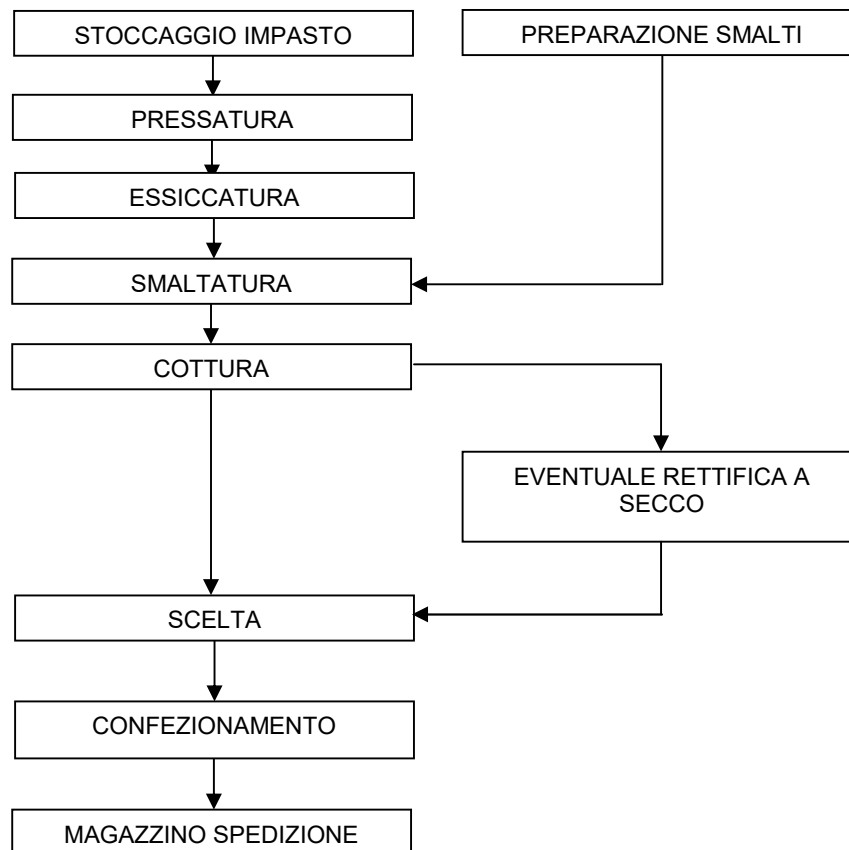 STOCCAGGIO IMPASTO
PREPARAZIONE SMALTI
PRESSATURA
ESSICCATURA
SMALTATURA
COTTURA
EVENTUALE RETTIFICA A
SECCO
SCELTA
CONFEZIONAMENTO
MAGAZZINO SPEDIZIONE